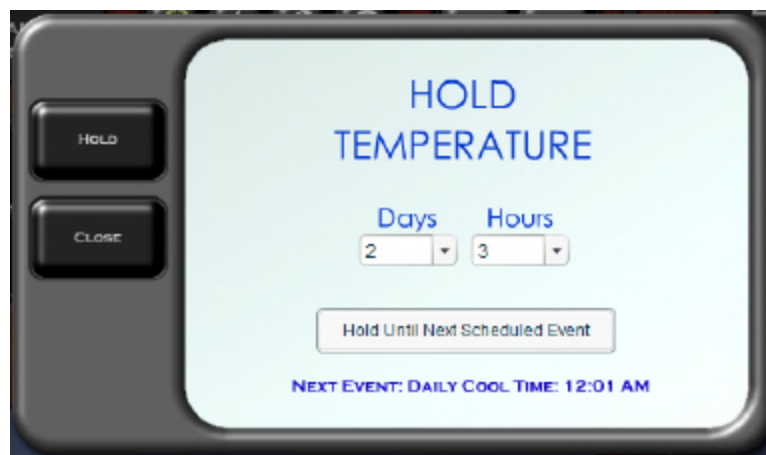 HOLD
TEMPERATURE
Hold
Close
Days Hours
2 3
Hold Until Next Scheduled Event
Next Event: Daily Cool Time: 12:01 AM